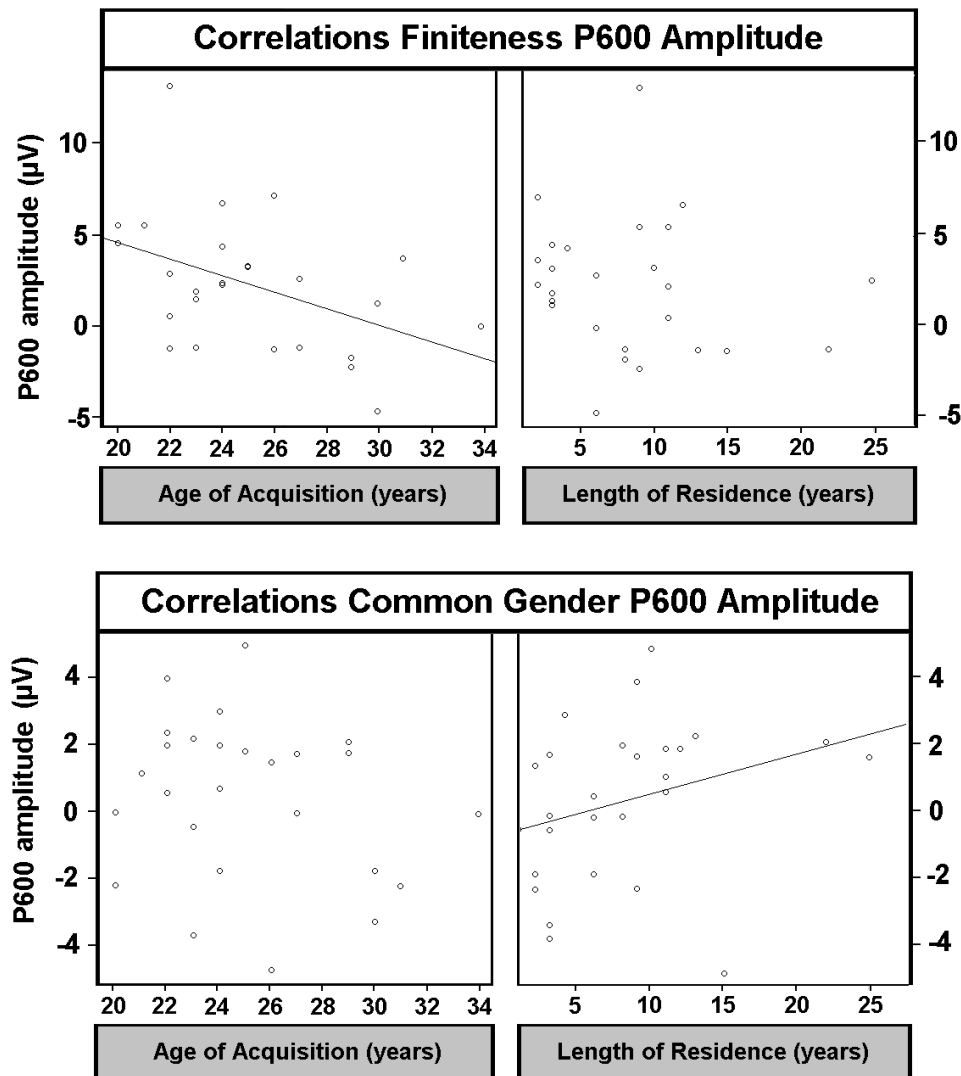 Correlations Finiteness P600 Amplitude
P600 amplitude (µV)
10
5
0
-5
10
5
0
-5
20 22 24 26 28 30 32 34
5 10 15 20 25
Age of Acquisition (years)
Length of Residence (years)
Correlations Common Gender P600 Amplitude
P600 amplitude (µV)
4
2
0
-2
-4
4
2
0
-2
-4
20 22 24 26 28 30 32 34
5 10 15 20 25
Age of Acquisition (years)
Length of Residence (years)